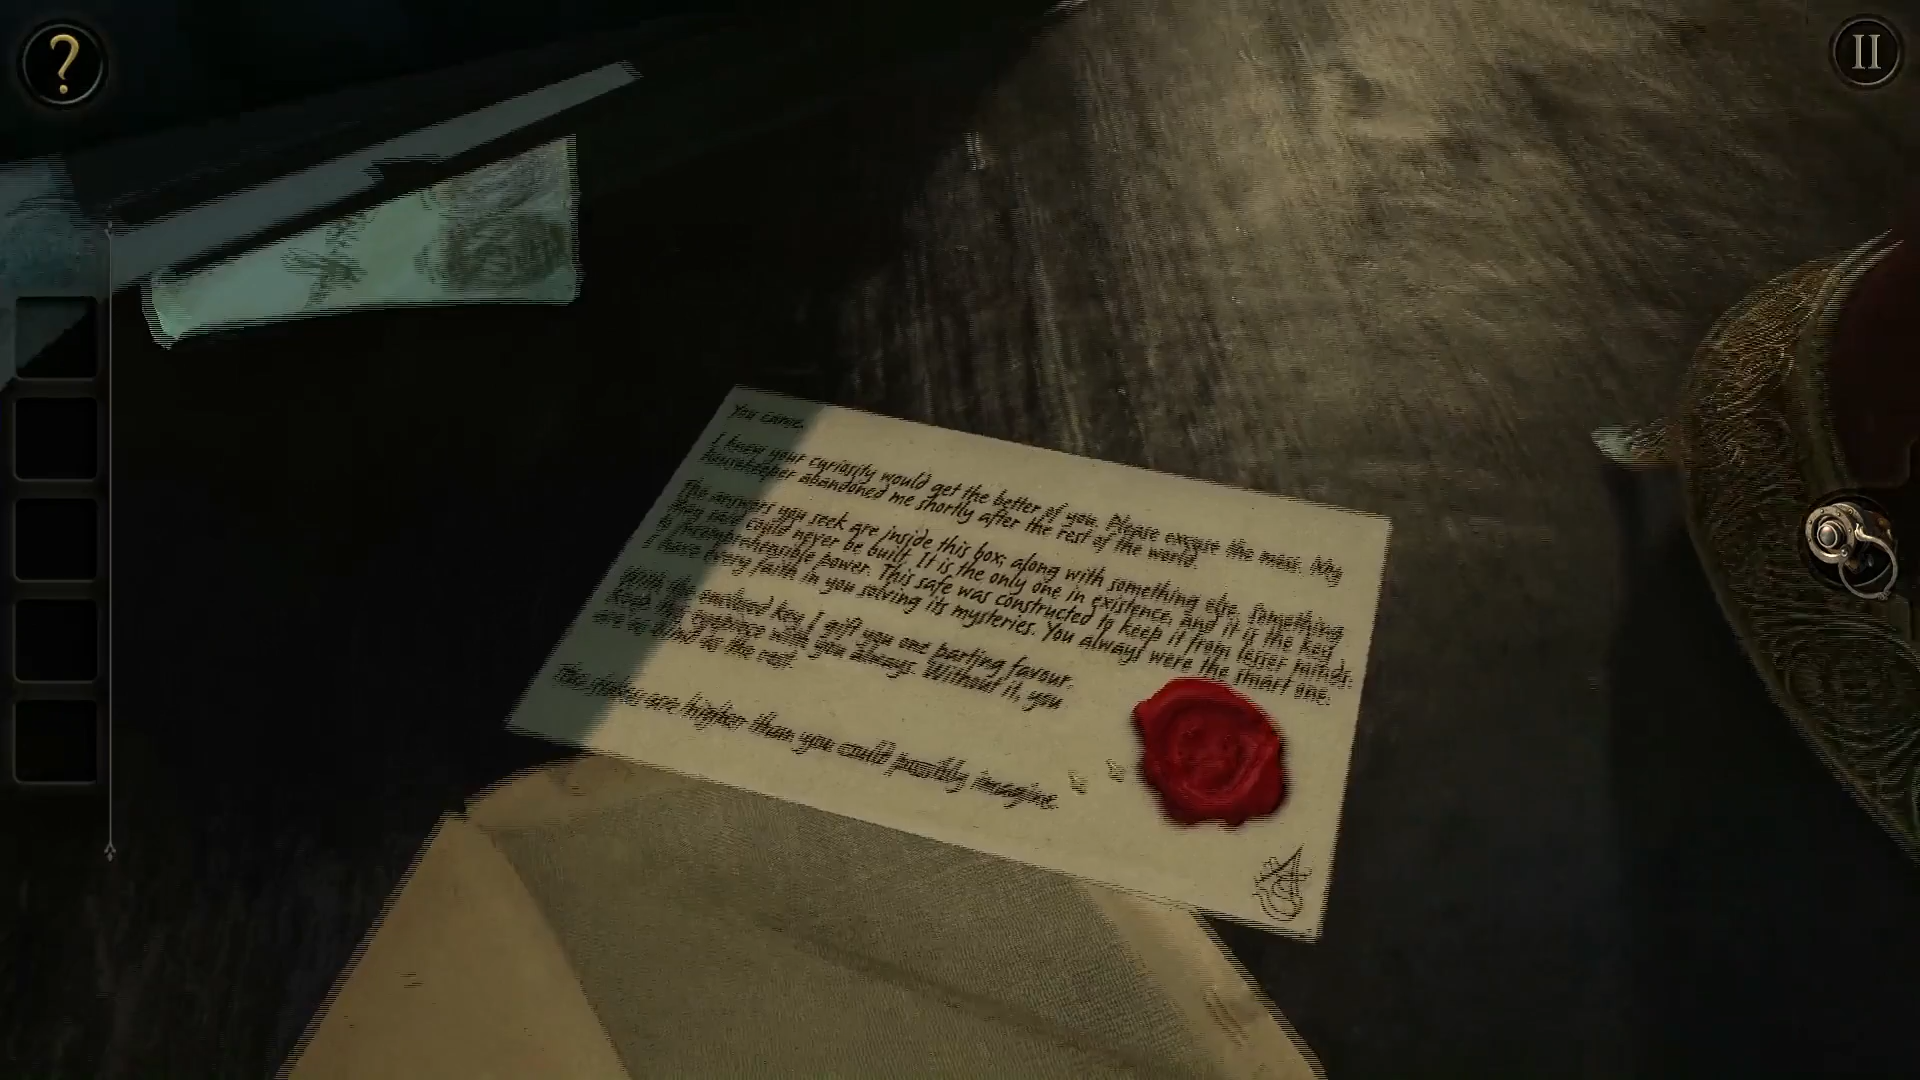 ?
II
You came.
I knew your curiosity would get the better of you. Please excuse the mess. My
housekeeper abandoned me shortly after the rest of the world.
The answers you seek are inside this box; along with something else. Something
they said could never be built. It is the only one in existence, and it is the key
to incomprehensible power. This safe was constructed to keep it from lesser minds.
I have every faith in you solving its mysteries. You always were the smart one.
With the enclosed key I gift you one parting favour.
Keep this eyepiece with you always. Without it, you
are as blind as the rest.
The stakes are higher than you could possibly imagine.